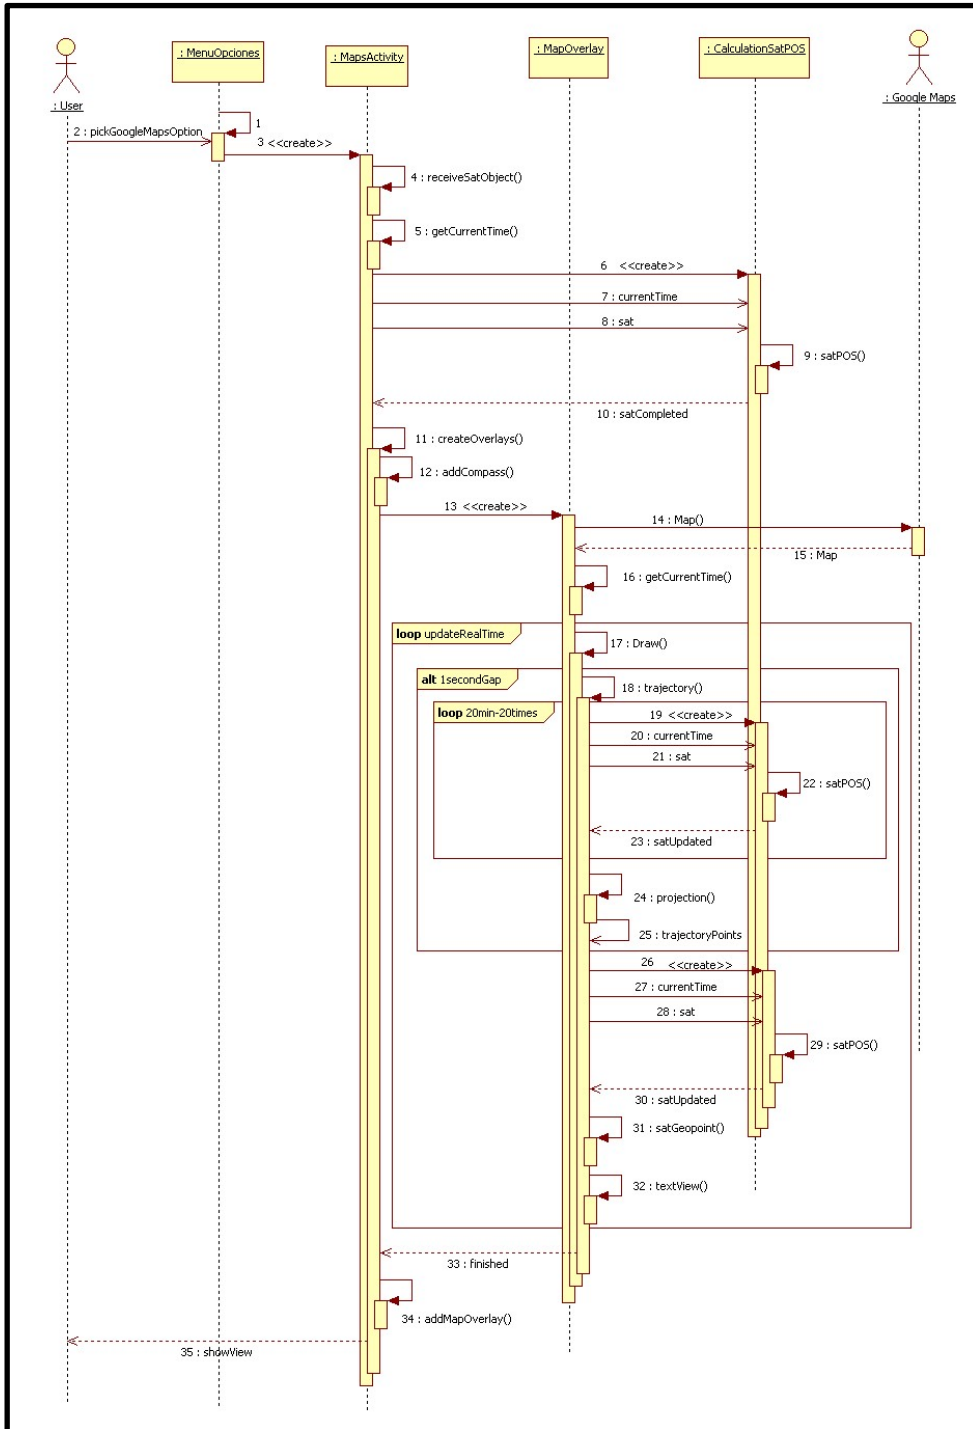 : User
: MenuOpciones
: MapsActivity
: MapOverlay
: CalculationSatPOS
: Google Maps
1
2 : pickGoogleMapsOption
3 <<create>>
4 : receiveSatObject()
5 : getCurrentTime()
6 <<create>>
7 : currentTime
8 : sat
9 : satPOS()
10 : satCompleted
11 : createOverlays()
12 : addCompass()
13 <<create>>
14 : Map()
15 : Map
16 : getCurrentTime()
loop updateRealTime
17 : Draw()
alt 1secondGap
18 : trajectory()
loop 20min-20times
19 <<create>>
20 : currentTime
21 : sat
22 : satPOS()
23 : satUpdated
24 : projection()
25 : trajectoryPoints
26 <<create>>
27 : currentTime
28 : sat
29 : satPOS()
30 : satUpdated
31 : satGeopoint()
32 : textView()
33 : finished
34 : addMapOverlay()
35 : showView